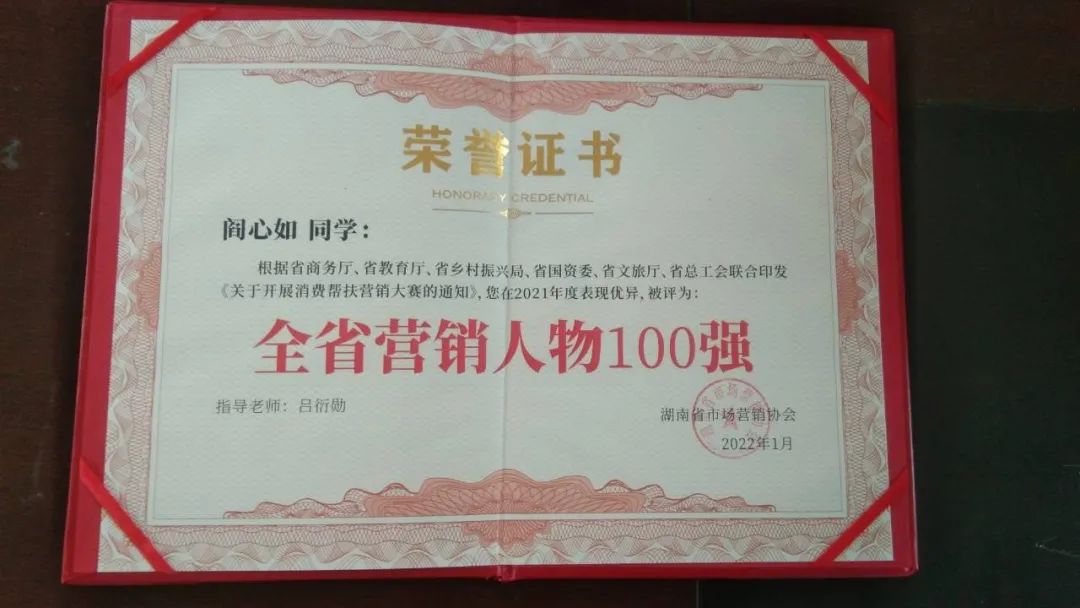 荣誉证书
HONORARY CREDENTIAL
阎心如 同学：
根据省商务厅、省教育厅、省乡村振兴局、省国资委、省文旅厅、省总工会联合印发
《关于开展消费帮扶营销大赛的通知》，您在2021年度表现优异，被评为：
全省营销人物100强
指导老师：吕衍勋
湖南省市场营销协会
2022年1月